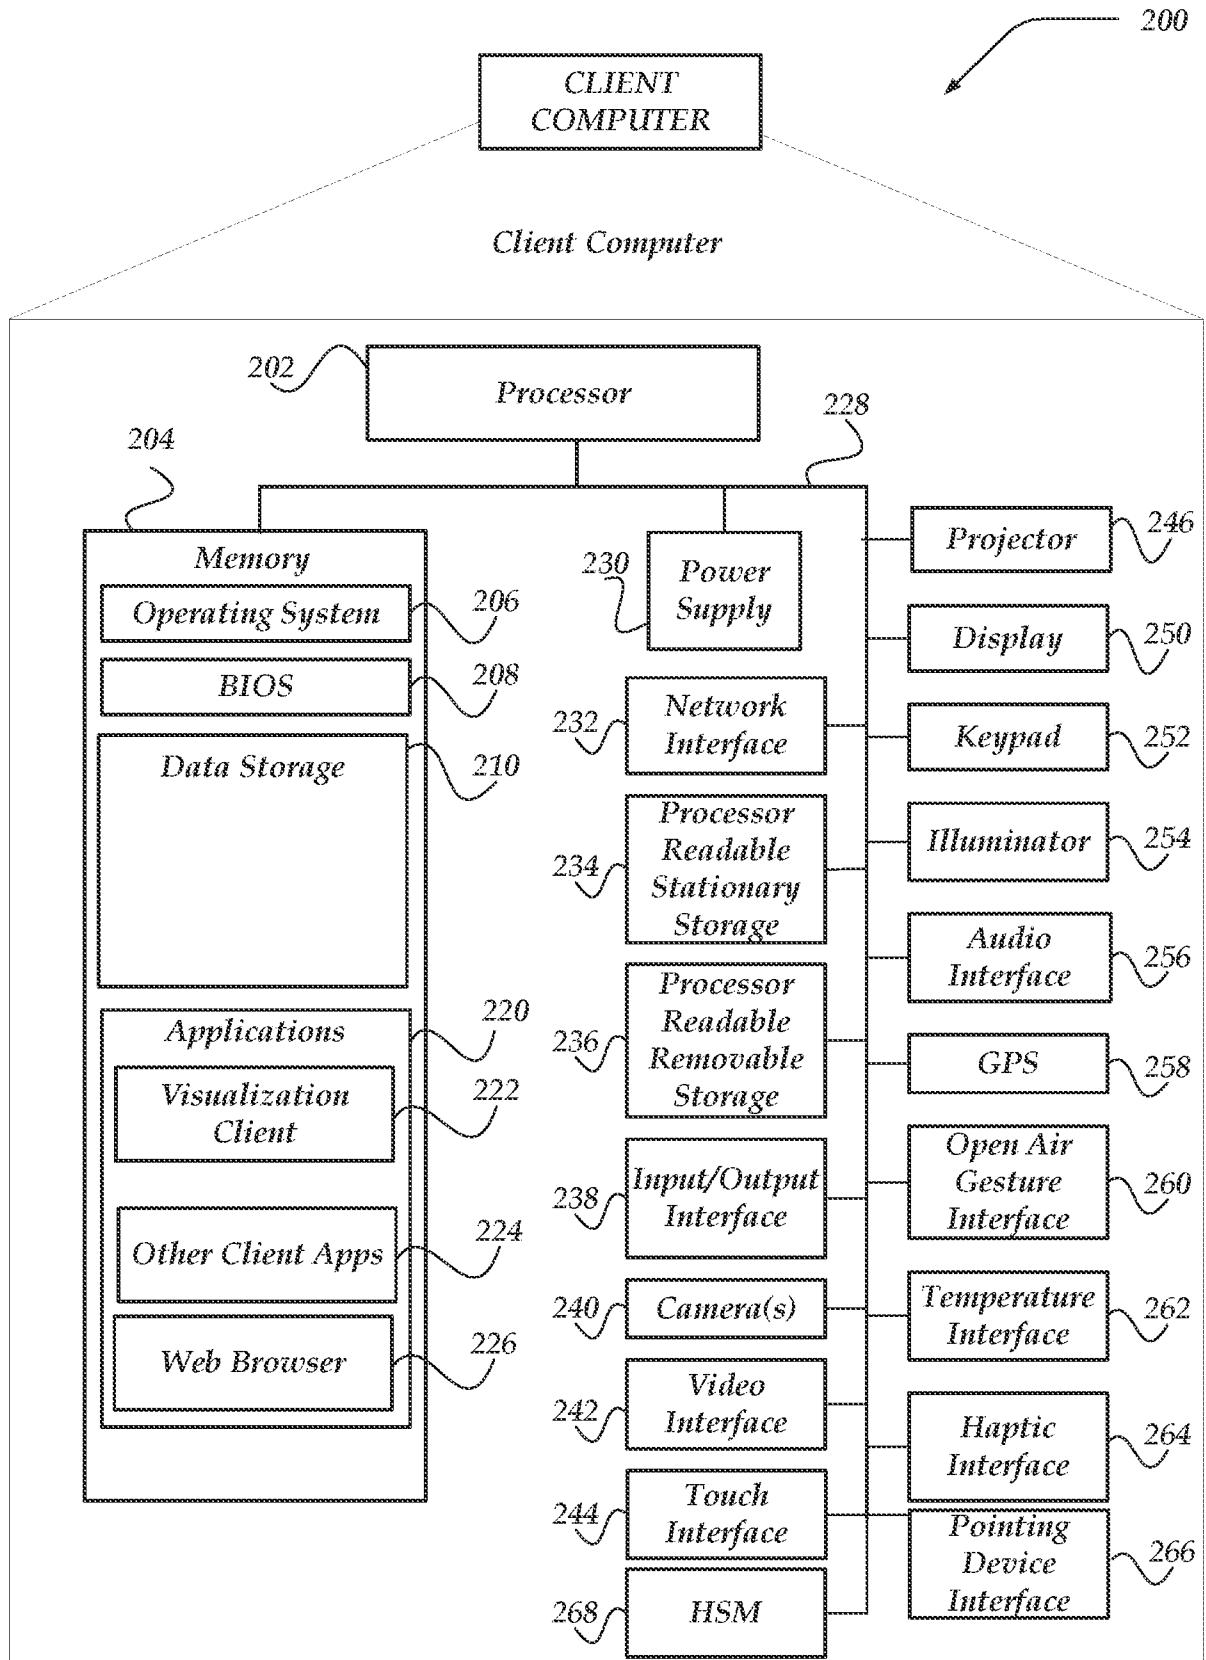 200
CLIENT
COMPUTER
Client Computer
202
Processor
228
204
Memory
Operating System
206
BIOS
208
Data Storage
210
Applications
220
Visualization
Client
222
Other Client Apps
224
Web Browser
226
230
Power
Supply
232
Network
Interface
234
Processor
Readable
Stationary
Storage
236
Processor
Readable
Removable
Storage
238
Input/Output
Interface
240
Camera(s)
242
Video
Interface
244
Touch
Interface
268
HSM
Projector
246
Display
250
Keypad
252
Illuminator
254
Audio
Interface
256
GPS
258
Open Air
Gesture
Interface
260
Temperature
Interface
262
Haptic
Interface
264
Pointing
Device
Interface
266